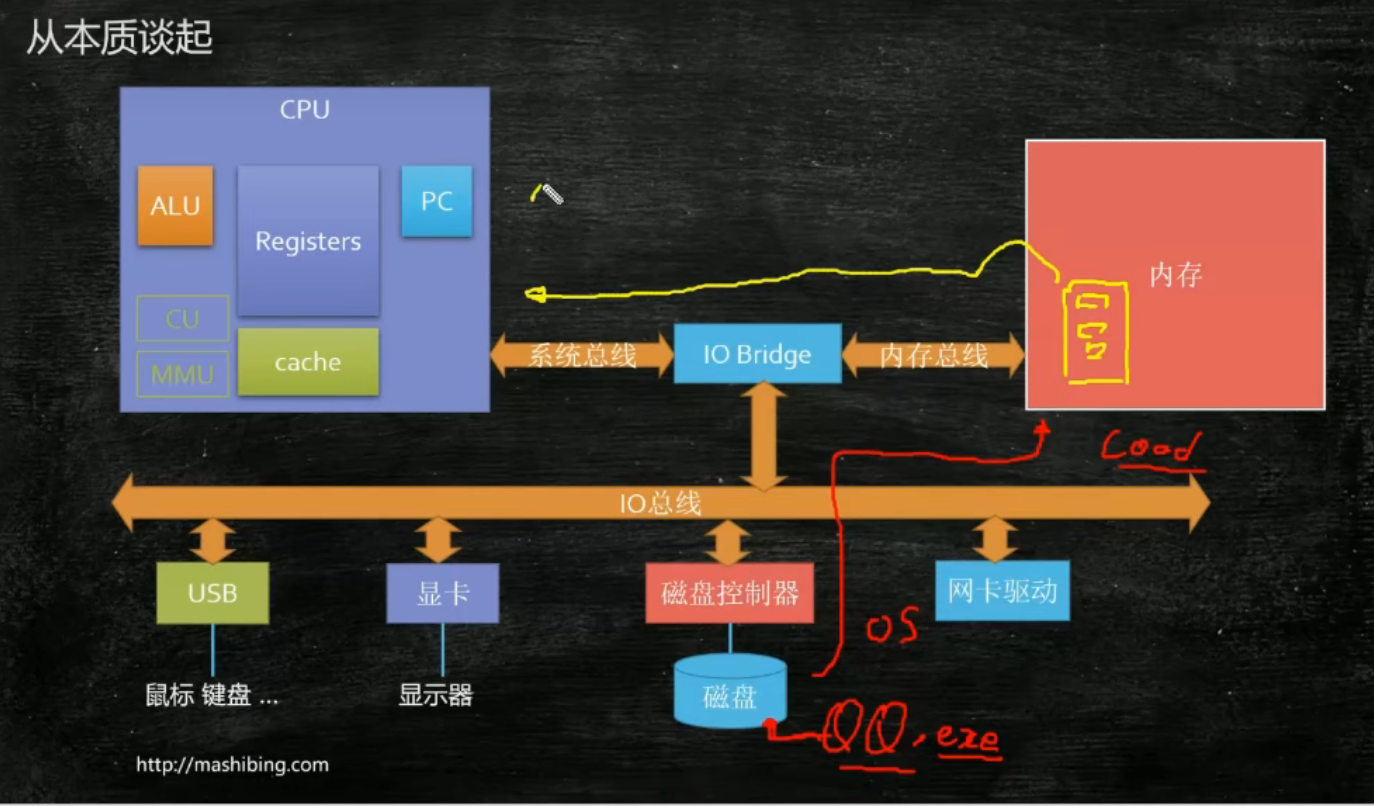 从本质谈起
CPU
ALU
Registers
PC
CU
MMU
cache
系统总线
IO Bridge
内存总线
内存
Load
IO总线
USB
显卡
磁盘控制器
网卡驱动
OS
鼠标 键盘 ...
显示器
磁盘
QQ.exe
http://mashibing.com